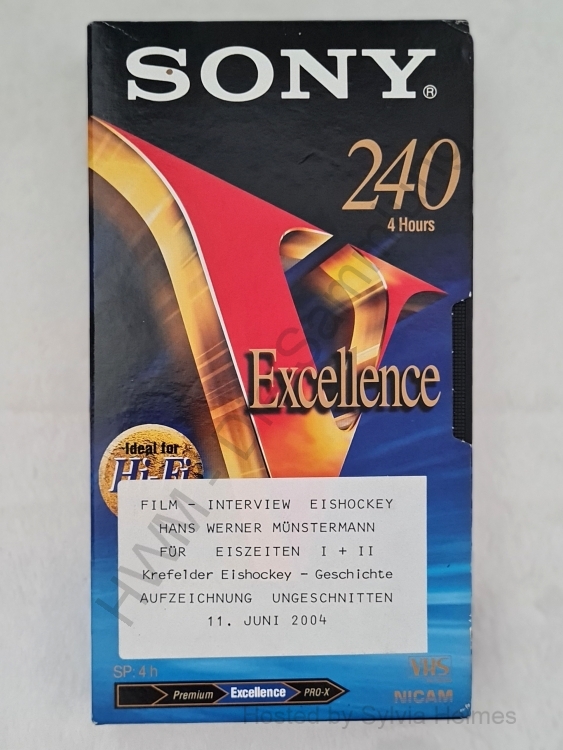 SONY®
240
4 Hours
Excellence
Ideal for
Hi-Fi
FILM - INTERVIEW EISHOCKEY
HANS WERNER MÜNSTERMANN
FÜR EISZEITEN I + II
Krefelder Eishockey - Geschichte
AUFZEICHNUNG UNGESCHNITTEN
11. JUNI 2004
SP: 4 h
VHS
Premium Excellence PRO-X
NICAM
Hosted by Sylvia Holmes